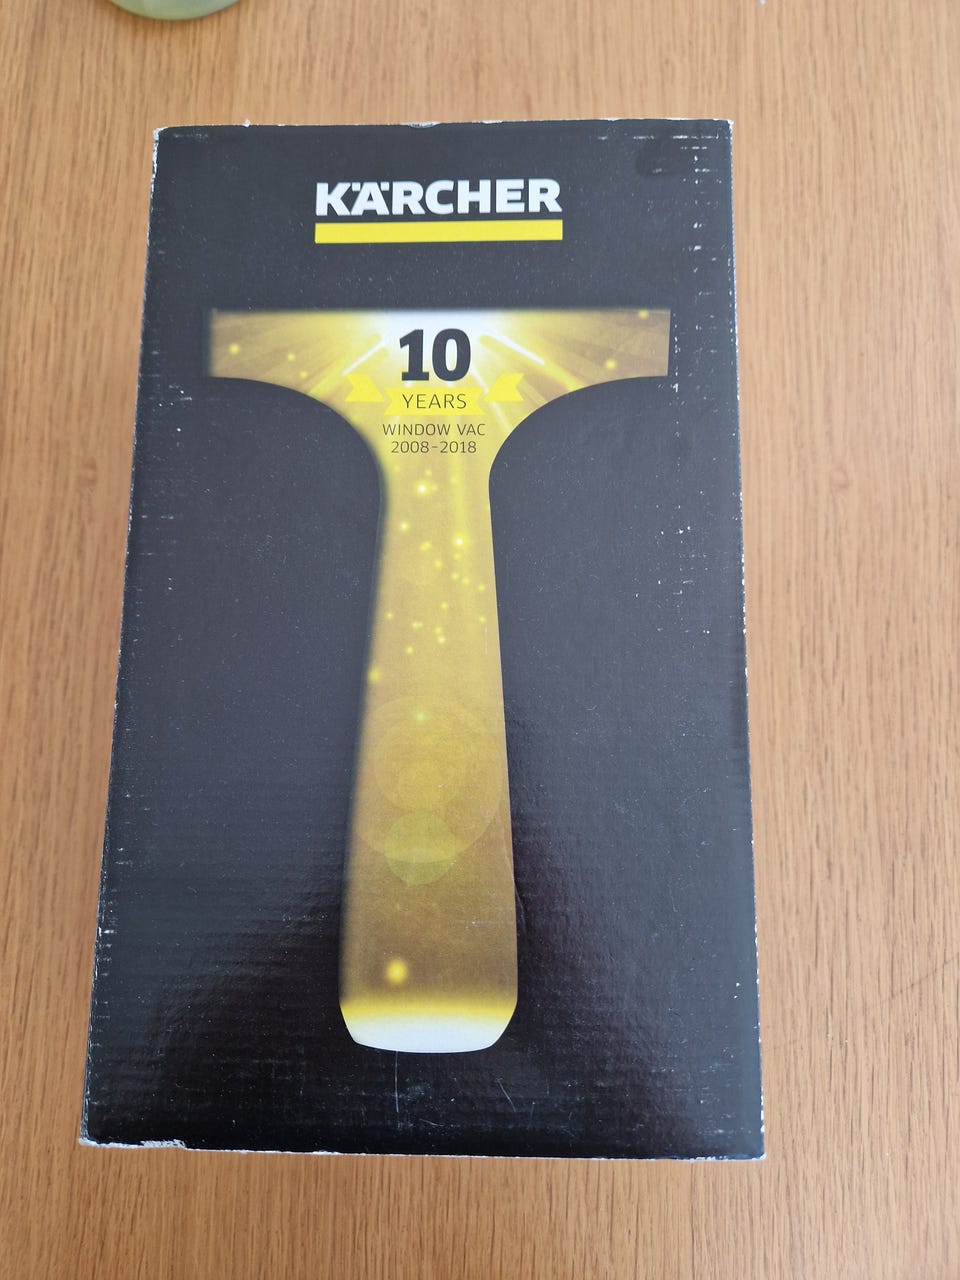 KÄRCHER
10
YEARS
WINDOW VAC
2008-2018